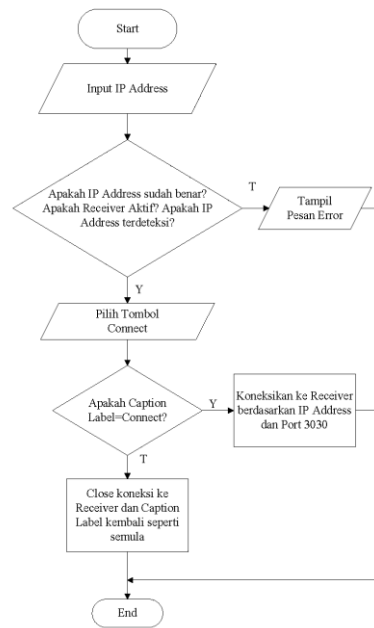 Start
Input IP Address
Apakah IP Address sudah benar?
Apakah Receiver Aktif? Apakah IP
Address terdeteksi?
T
Tampil
Pesan Error
Y
Pilih Tombol
Connect
Apakah Caption
Label=Connect?
Y
Koneksikan ke Receiver
berdasarkan IP Address
dan Port 3030
T
Close koneksi ke
Receiver dan Caption
Label kembali seperti
semula
End